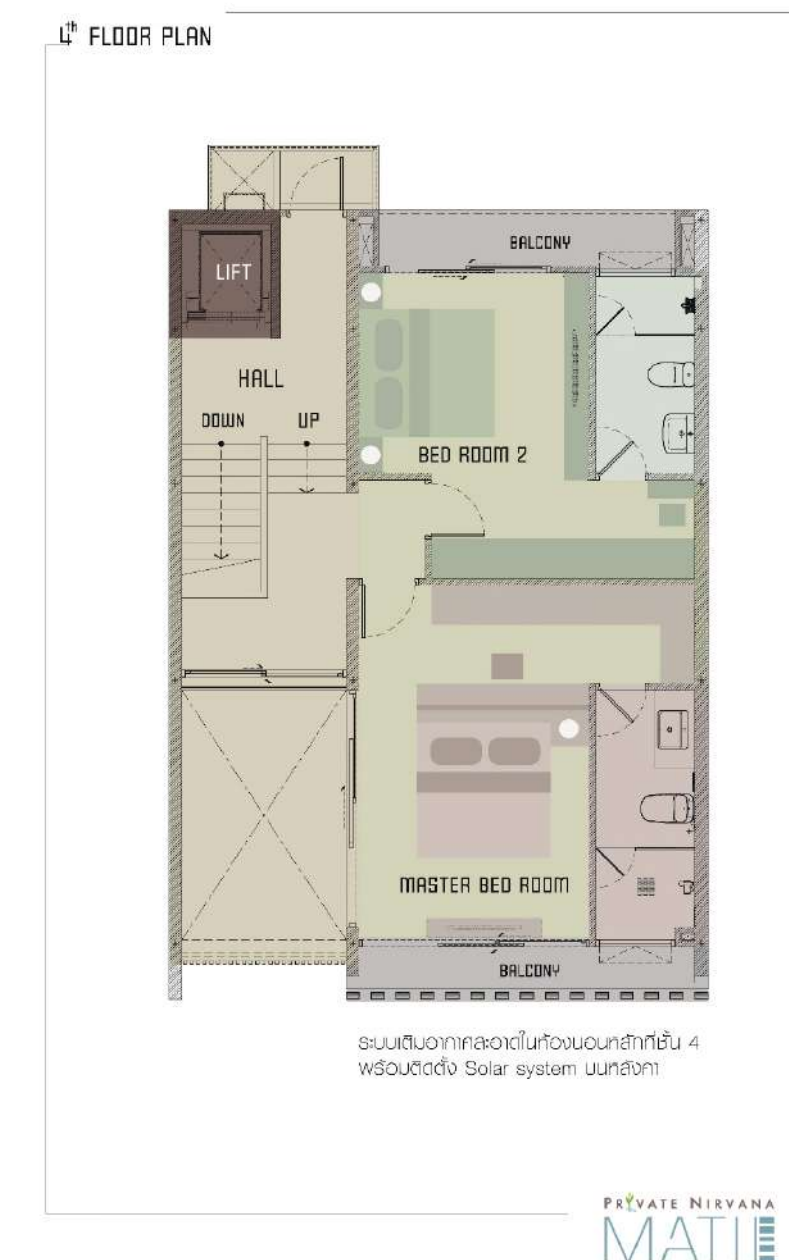 4th FLOOR PLAN
BALCONY
LIFT
HALL
DOWN UP
BED ROOM 2
MASTER BED ROOM
BALCONY
ระบบเติมอากาศสะอาดในห้องนอนหลักที่ชั้น 4
พร้อมติดตั้ง Solar system บนหลังคา
PRIVATE NIRVANA
MATII